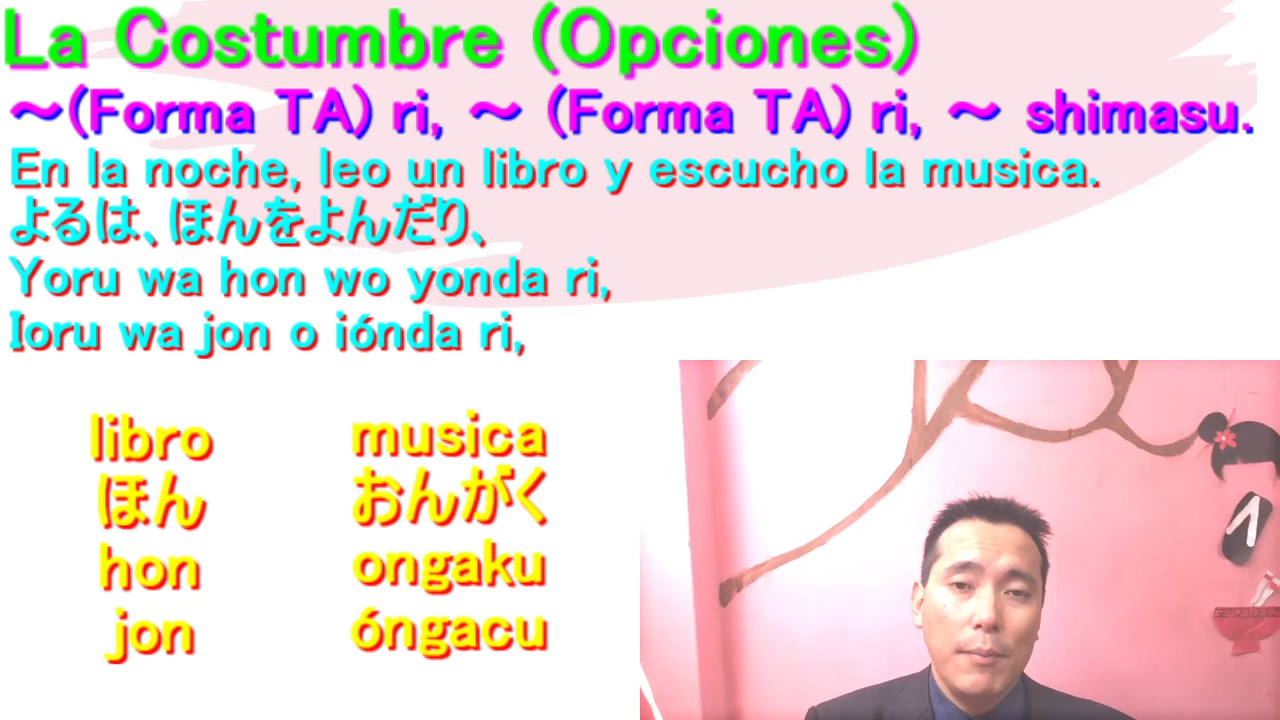 La Costumbre (Opciones)
～(Forma TA) ri, ～ (Forma TA) ri, ～ shimasu.
En la noche, leo un libro y escucho la musica.
よるは、ほんをよんだり、
Yoru wa hon wo yonda ri,
Ioru wa jon o iónda ri,
libro musica
ほん おんがく
hon ongaku
jon óngacu